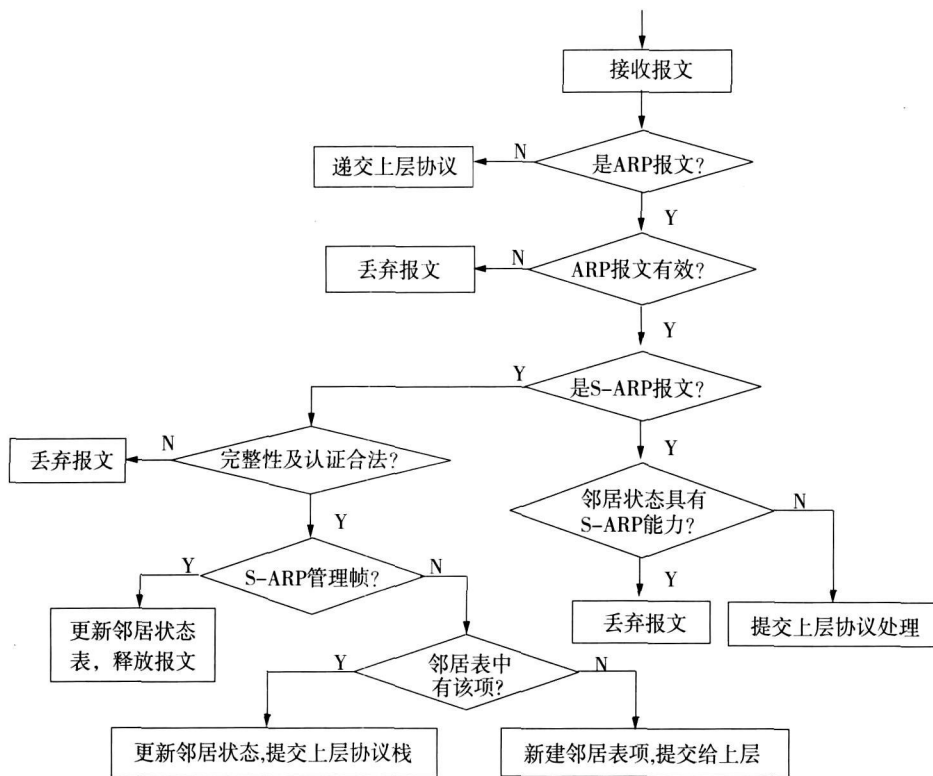 接收报文
是ARP报文?
N
递交上层协议
Y
ARP报文有效?
N
丢弃报文
Y
是S-ARP报文?
Y
Y
完整性及认证合法?
N
丢弃报文
邻居状态具有
S-ARP能力?
N
Y
Y
S-ARP管理帧?
Y
N
丢弃报文
提交上层协议处理
更新邻居状态
表，释放报文
邻居表中
有该项?
Y
N
更新邻居状态,提交上层协议栈
新建邻居表项,提交给上层